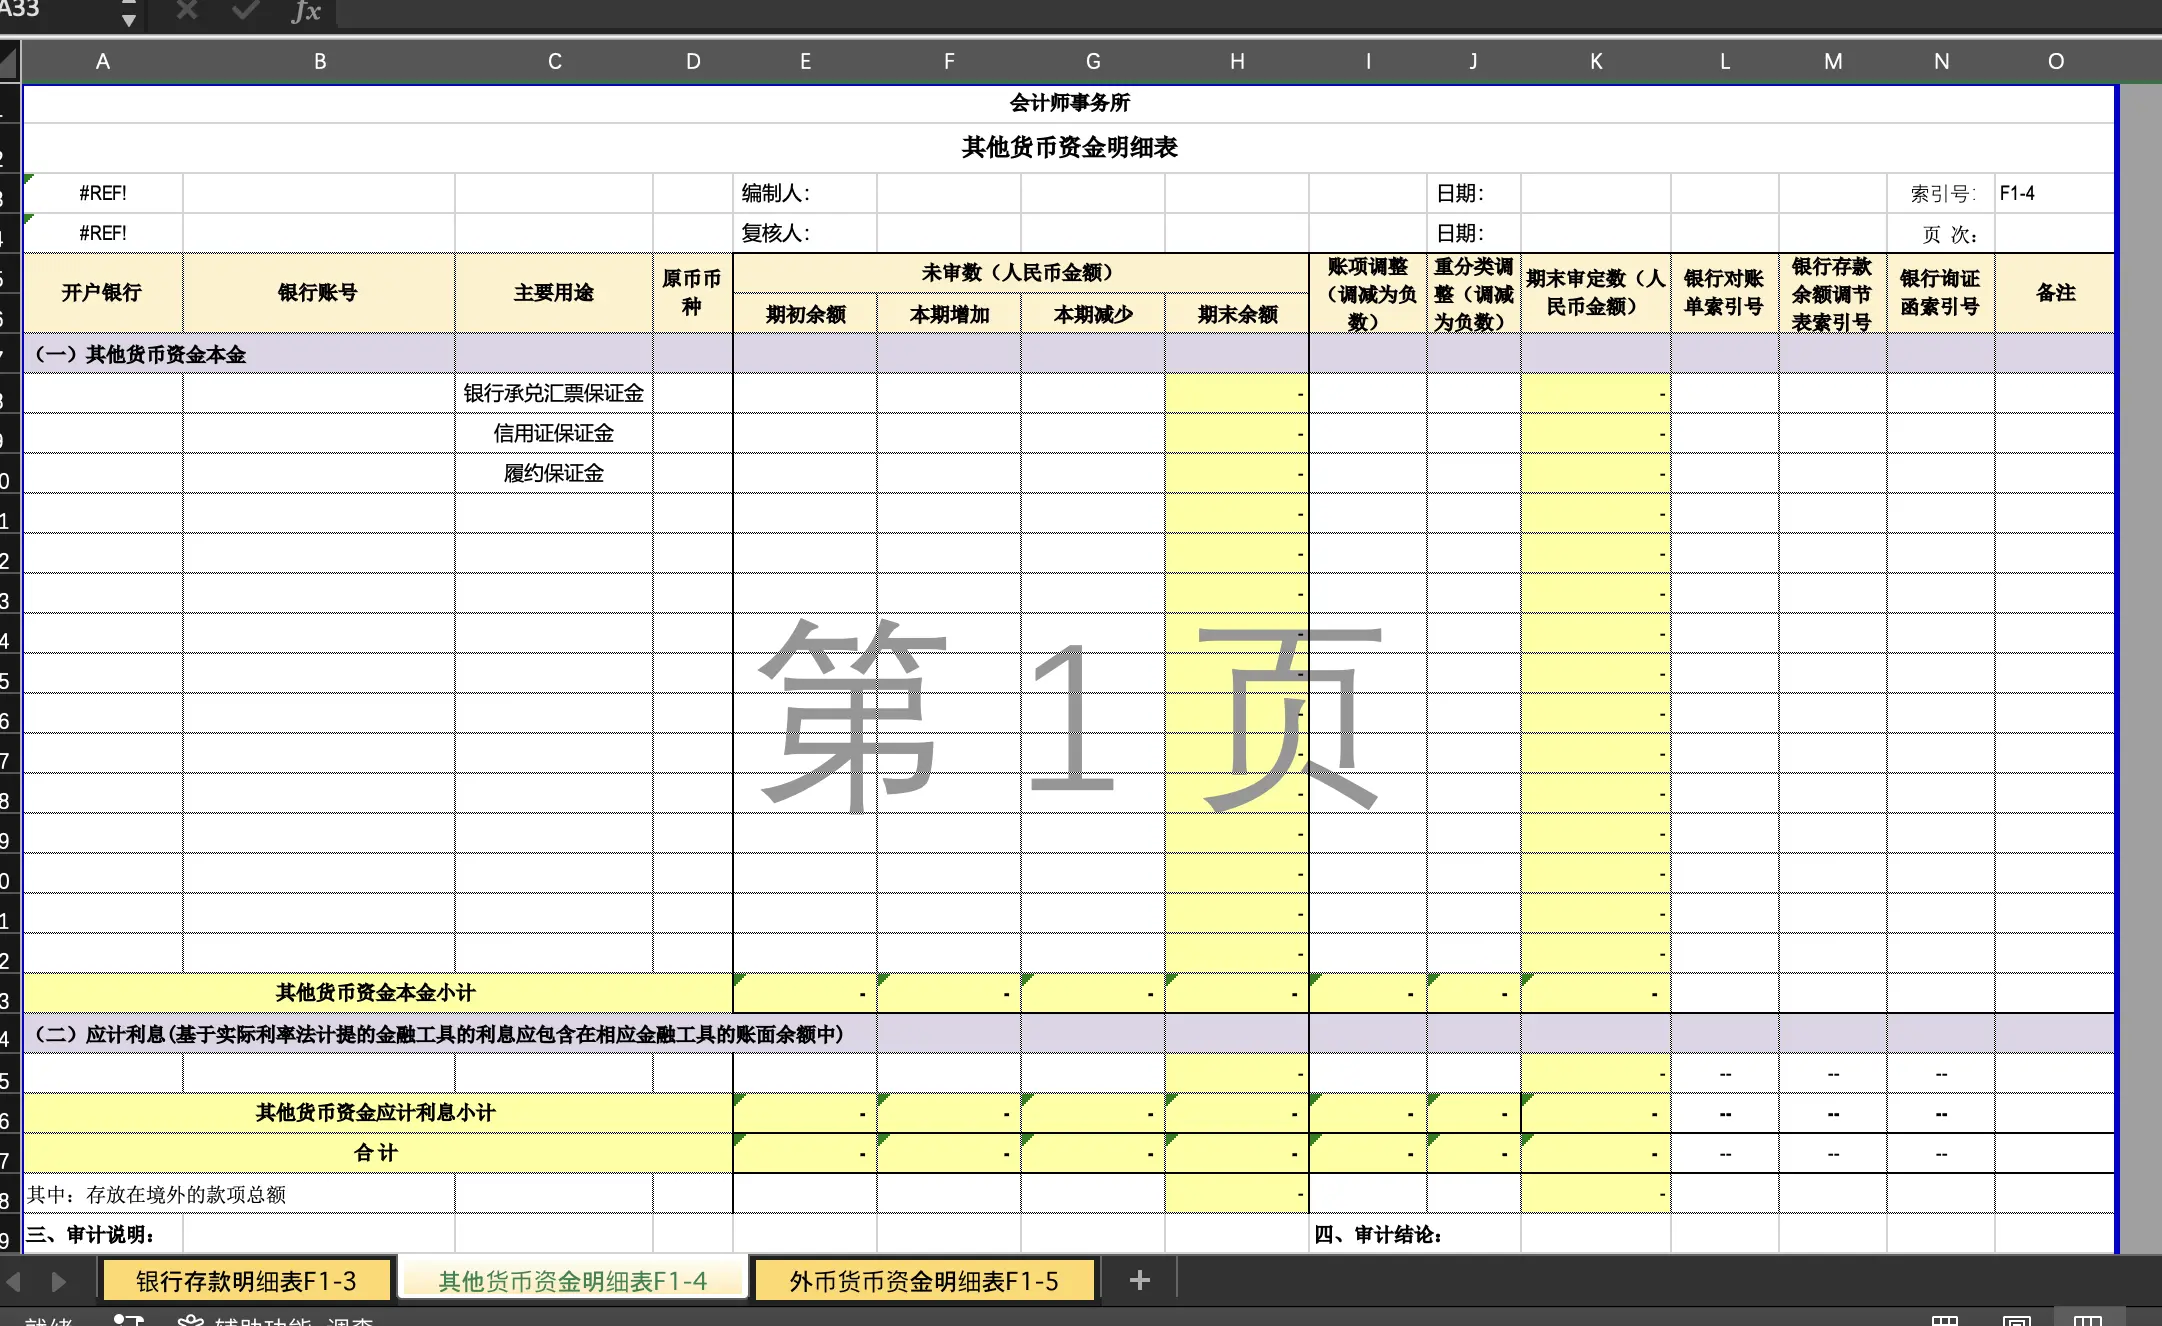 A33
fx
A B C D E F G H I J K L M N O
会计师事务所
其他货币资金明细表
#REF! 编制人： 日期： 索引号： F1-4
#REF! 复核人： 日期： 页 次：
开户银行 银行账号 主要用途 原币币种 未审数（人民币金额） 账项调整（调减为负数） 重分类调整（调减为负数） 期末审定数（人民币金额） 银行对账单索引号 银行存款余额调节表索引号 银行询证函索引号 备注
期初余额 本期增加 本期减少 期末余额
（一）其他货币资金本金
银行承兑汇票保证金 - -
信用证保证金 - -
履约保证金 - -
- -
- -
- -
- -
- -
- -
- -
- -
- -
- -
- -
- -
第 1 页
其他货币资金本金小计 - - - - - - -
（二）应计利息(基于实际利率法计提的金融工具的利息应包含在相应金融工具的账面余额中)
- - -- -- --
其他货币资金应计利息小计 - - - - - - - -- -- --
合 计 - - - - - - - -- -- --
其中：存放在境外的款项总额 - -
三、审计说明： 四、审计结论：
银行存款明细表F1-3 其他货币资金明细表F1-4 外币货币资金明细表F1-5 +